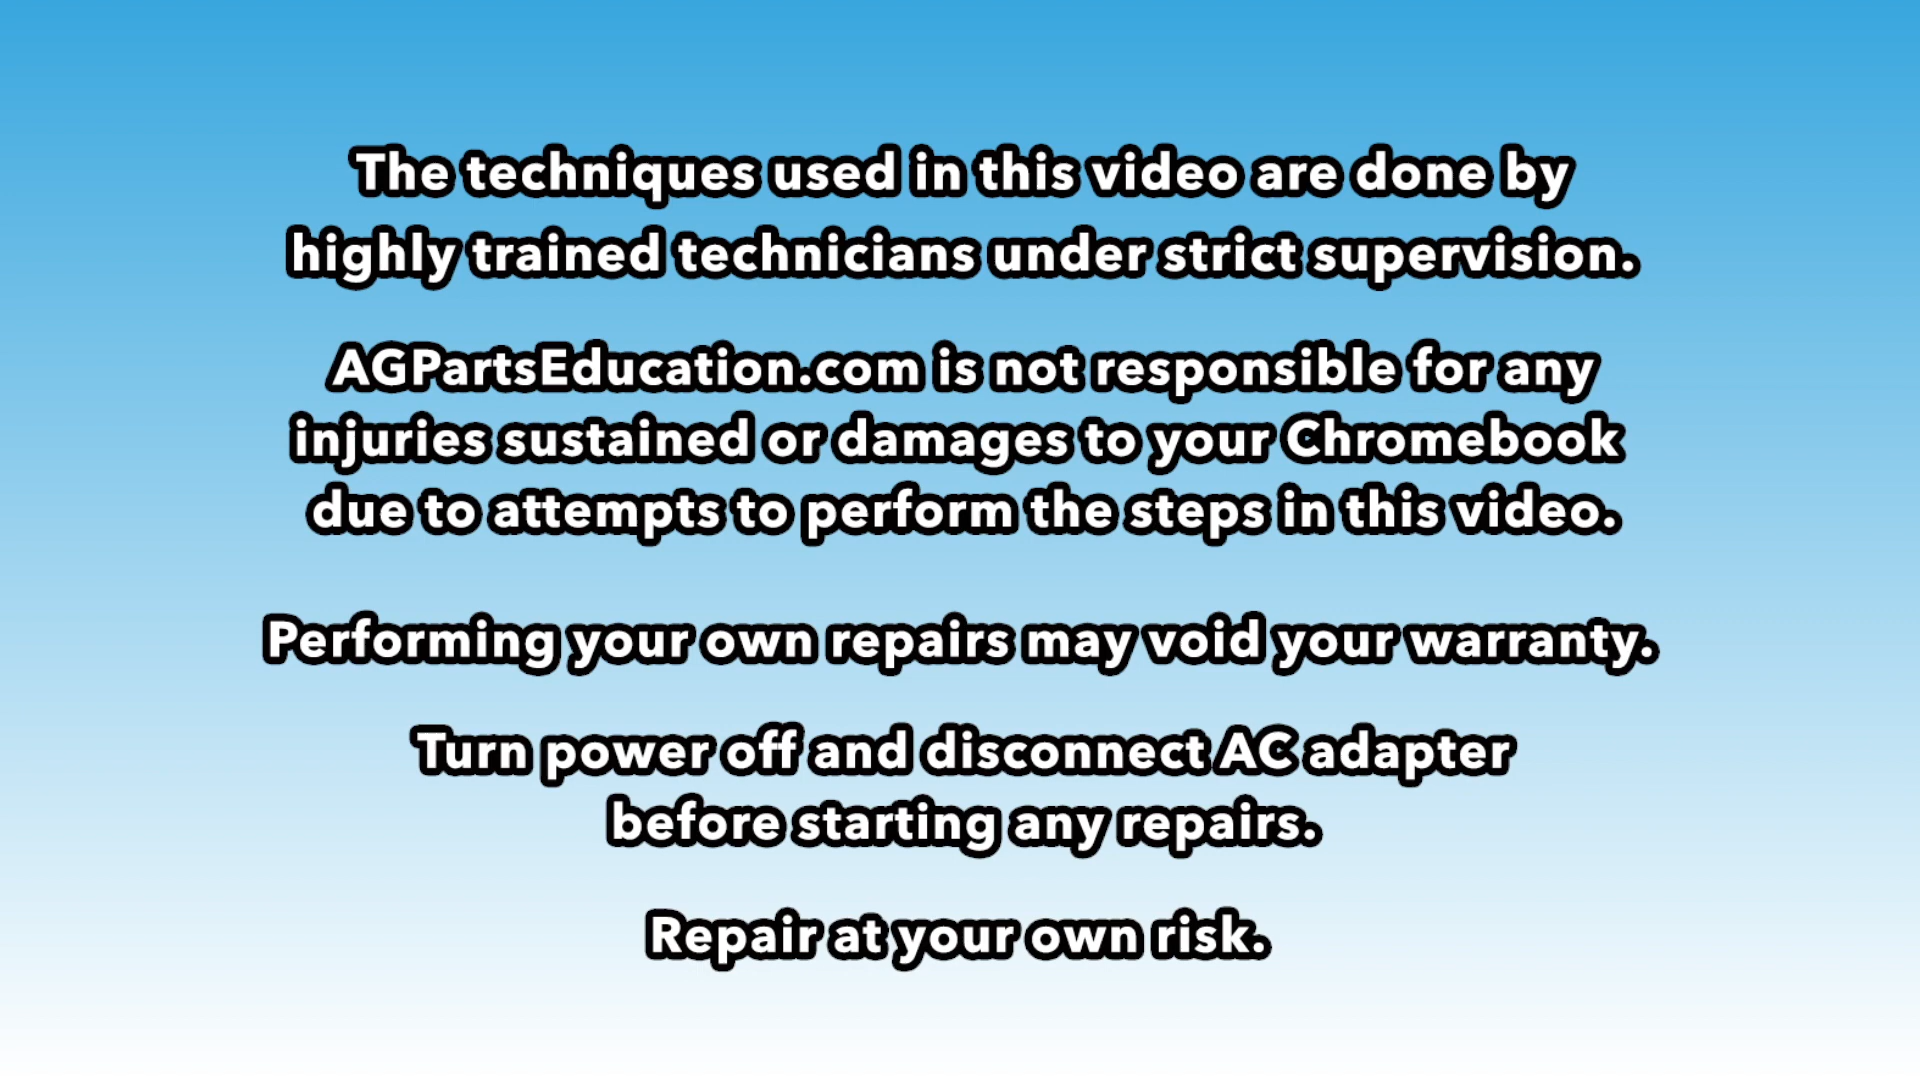 The techniques used in this video are done by
highly trained technicians under strict supervision.
AGPartsEducation.com is not responsible for any
injuries sustained or damages to your Chromebook
due to attempts to perform the steps in this video.
Performing your own repairs may void your warranty.
Turn power off and disconnect AC adapter
before starting any repairs.
Repair at your own risk.